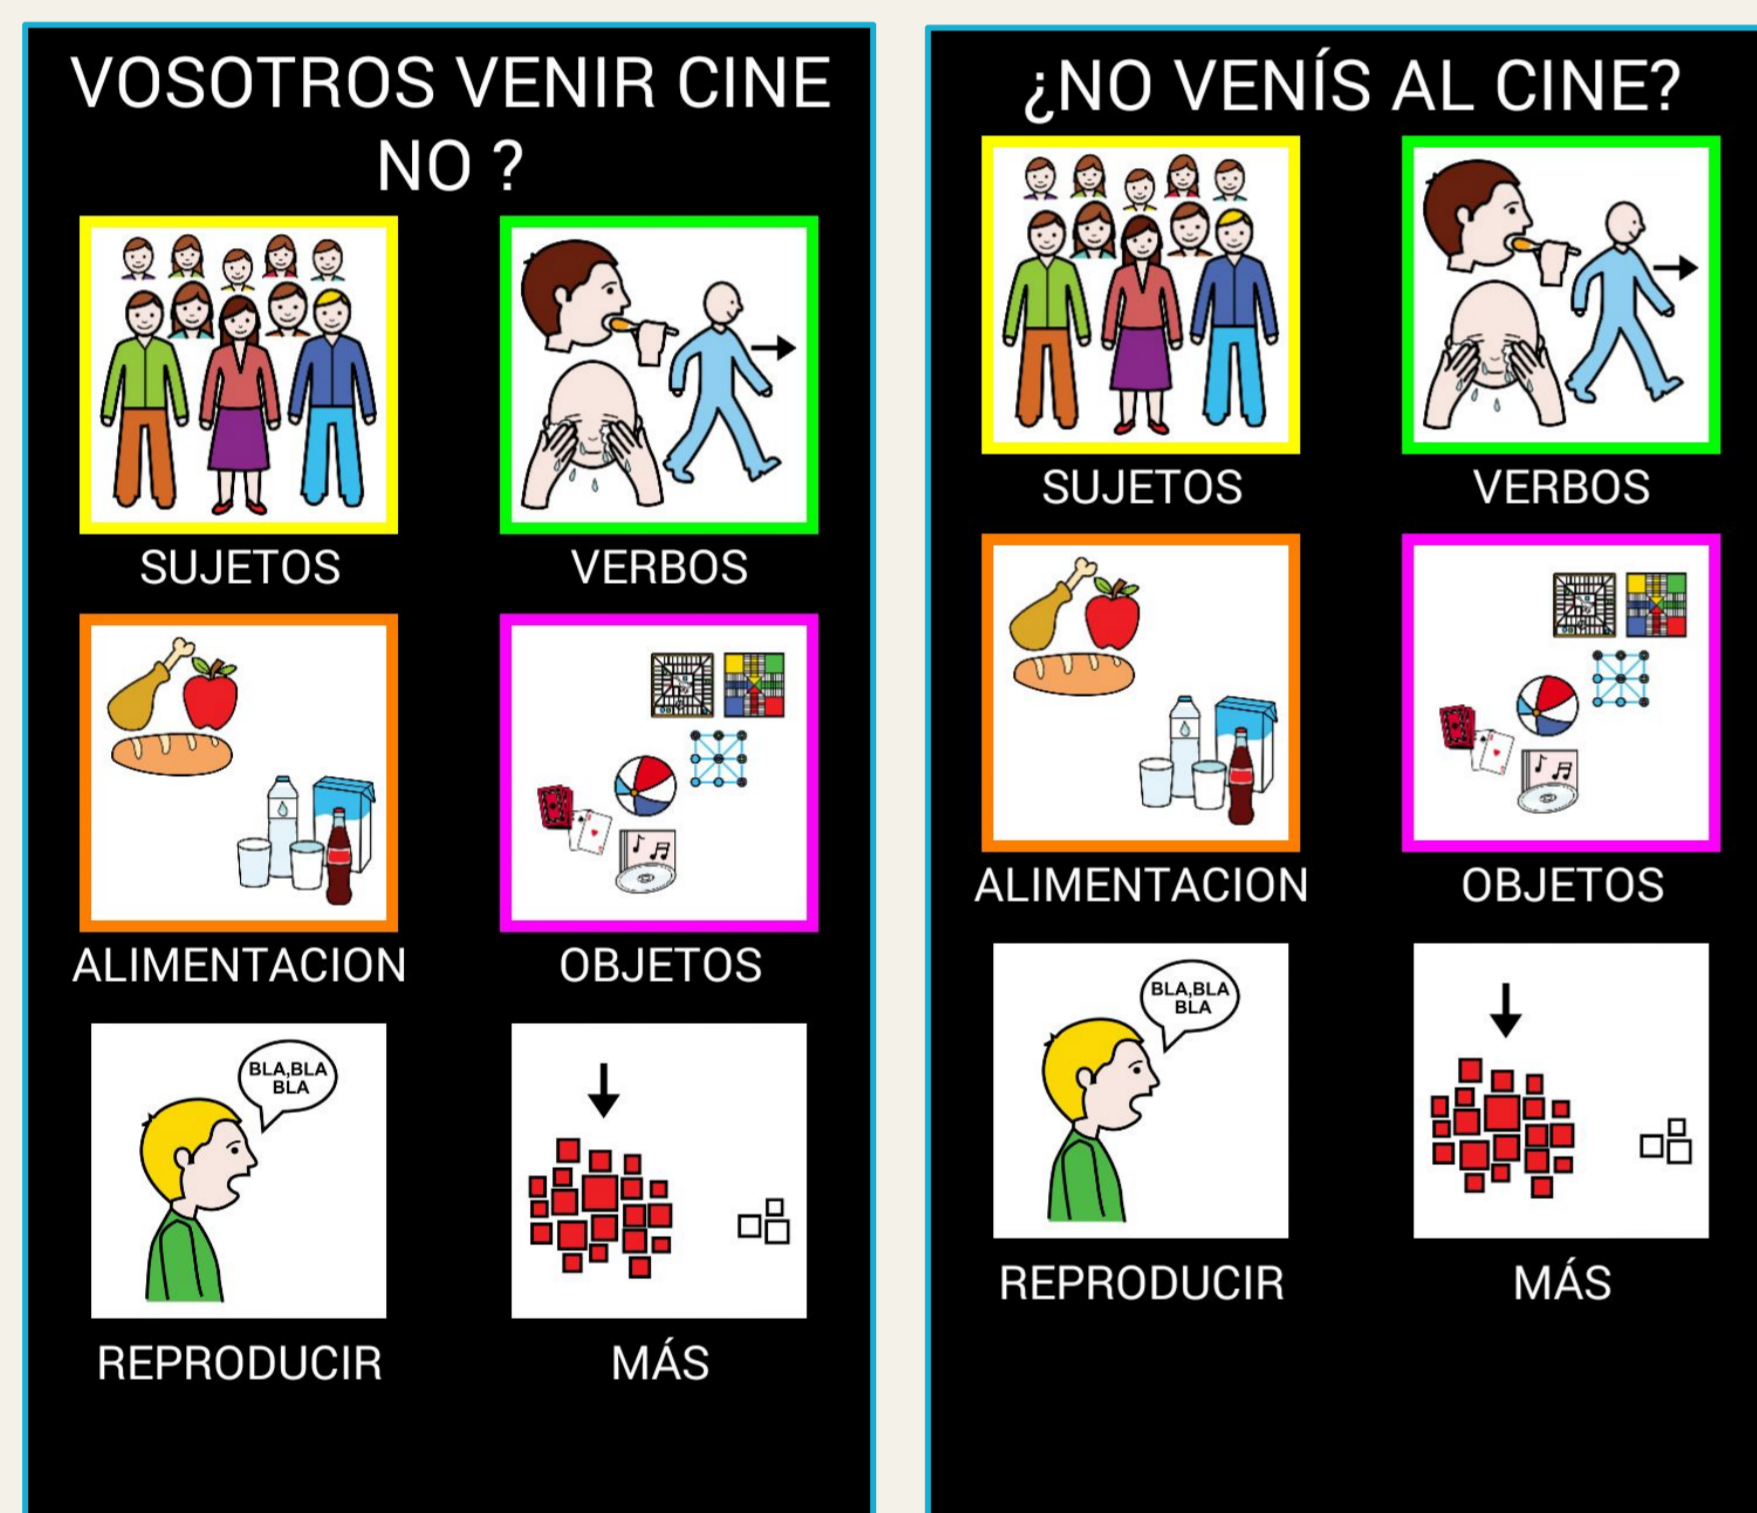 VOSOTROS VENIR CINE
NO ?
SUJETOS
VERBOS
ALIMENTACION
OBJETOS
BLA,BLA
BLA
REPRODUCIR
MÁS
¿NO VENÍS AL CINE?
SUJETOS
VERBOS
ALIMENTACION
OBJETOS
BLA,BLA
BLA
REPRODUCIR
MÁS